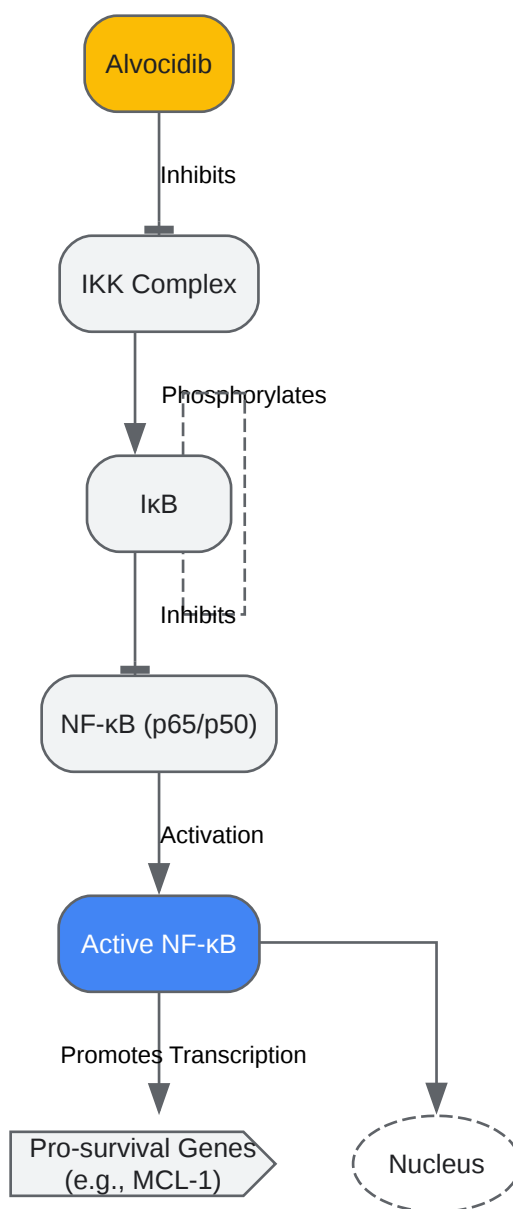 Alvocidib
Inhibits
IKK Complex
Phosphorylates
IκB
Inhibits
NF-κB (p65/p50)
Activation
Active NF-κB
Promotes Transcription
Pro-survival Genes
(e.g., MCL-1)
Nucleus